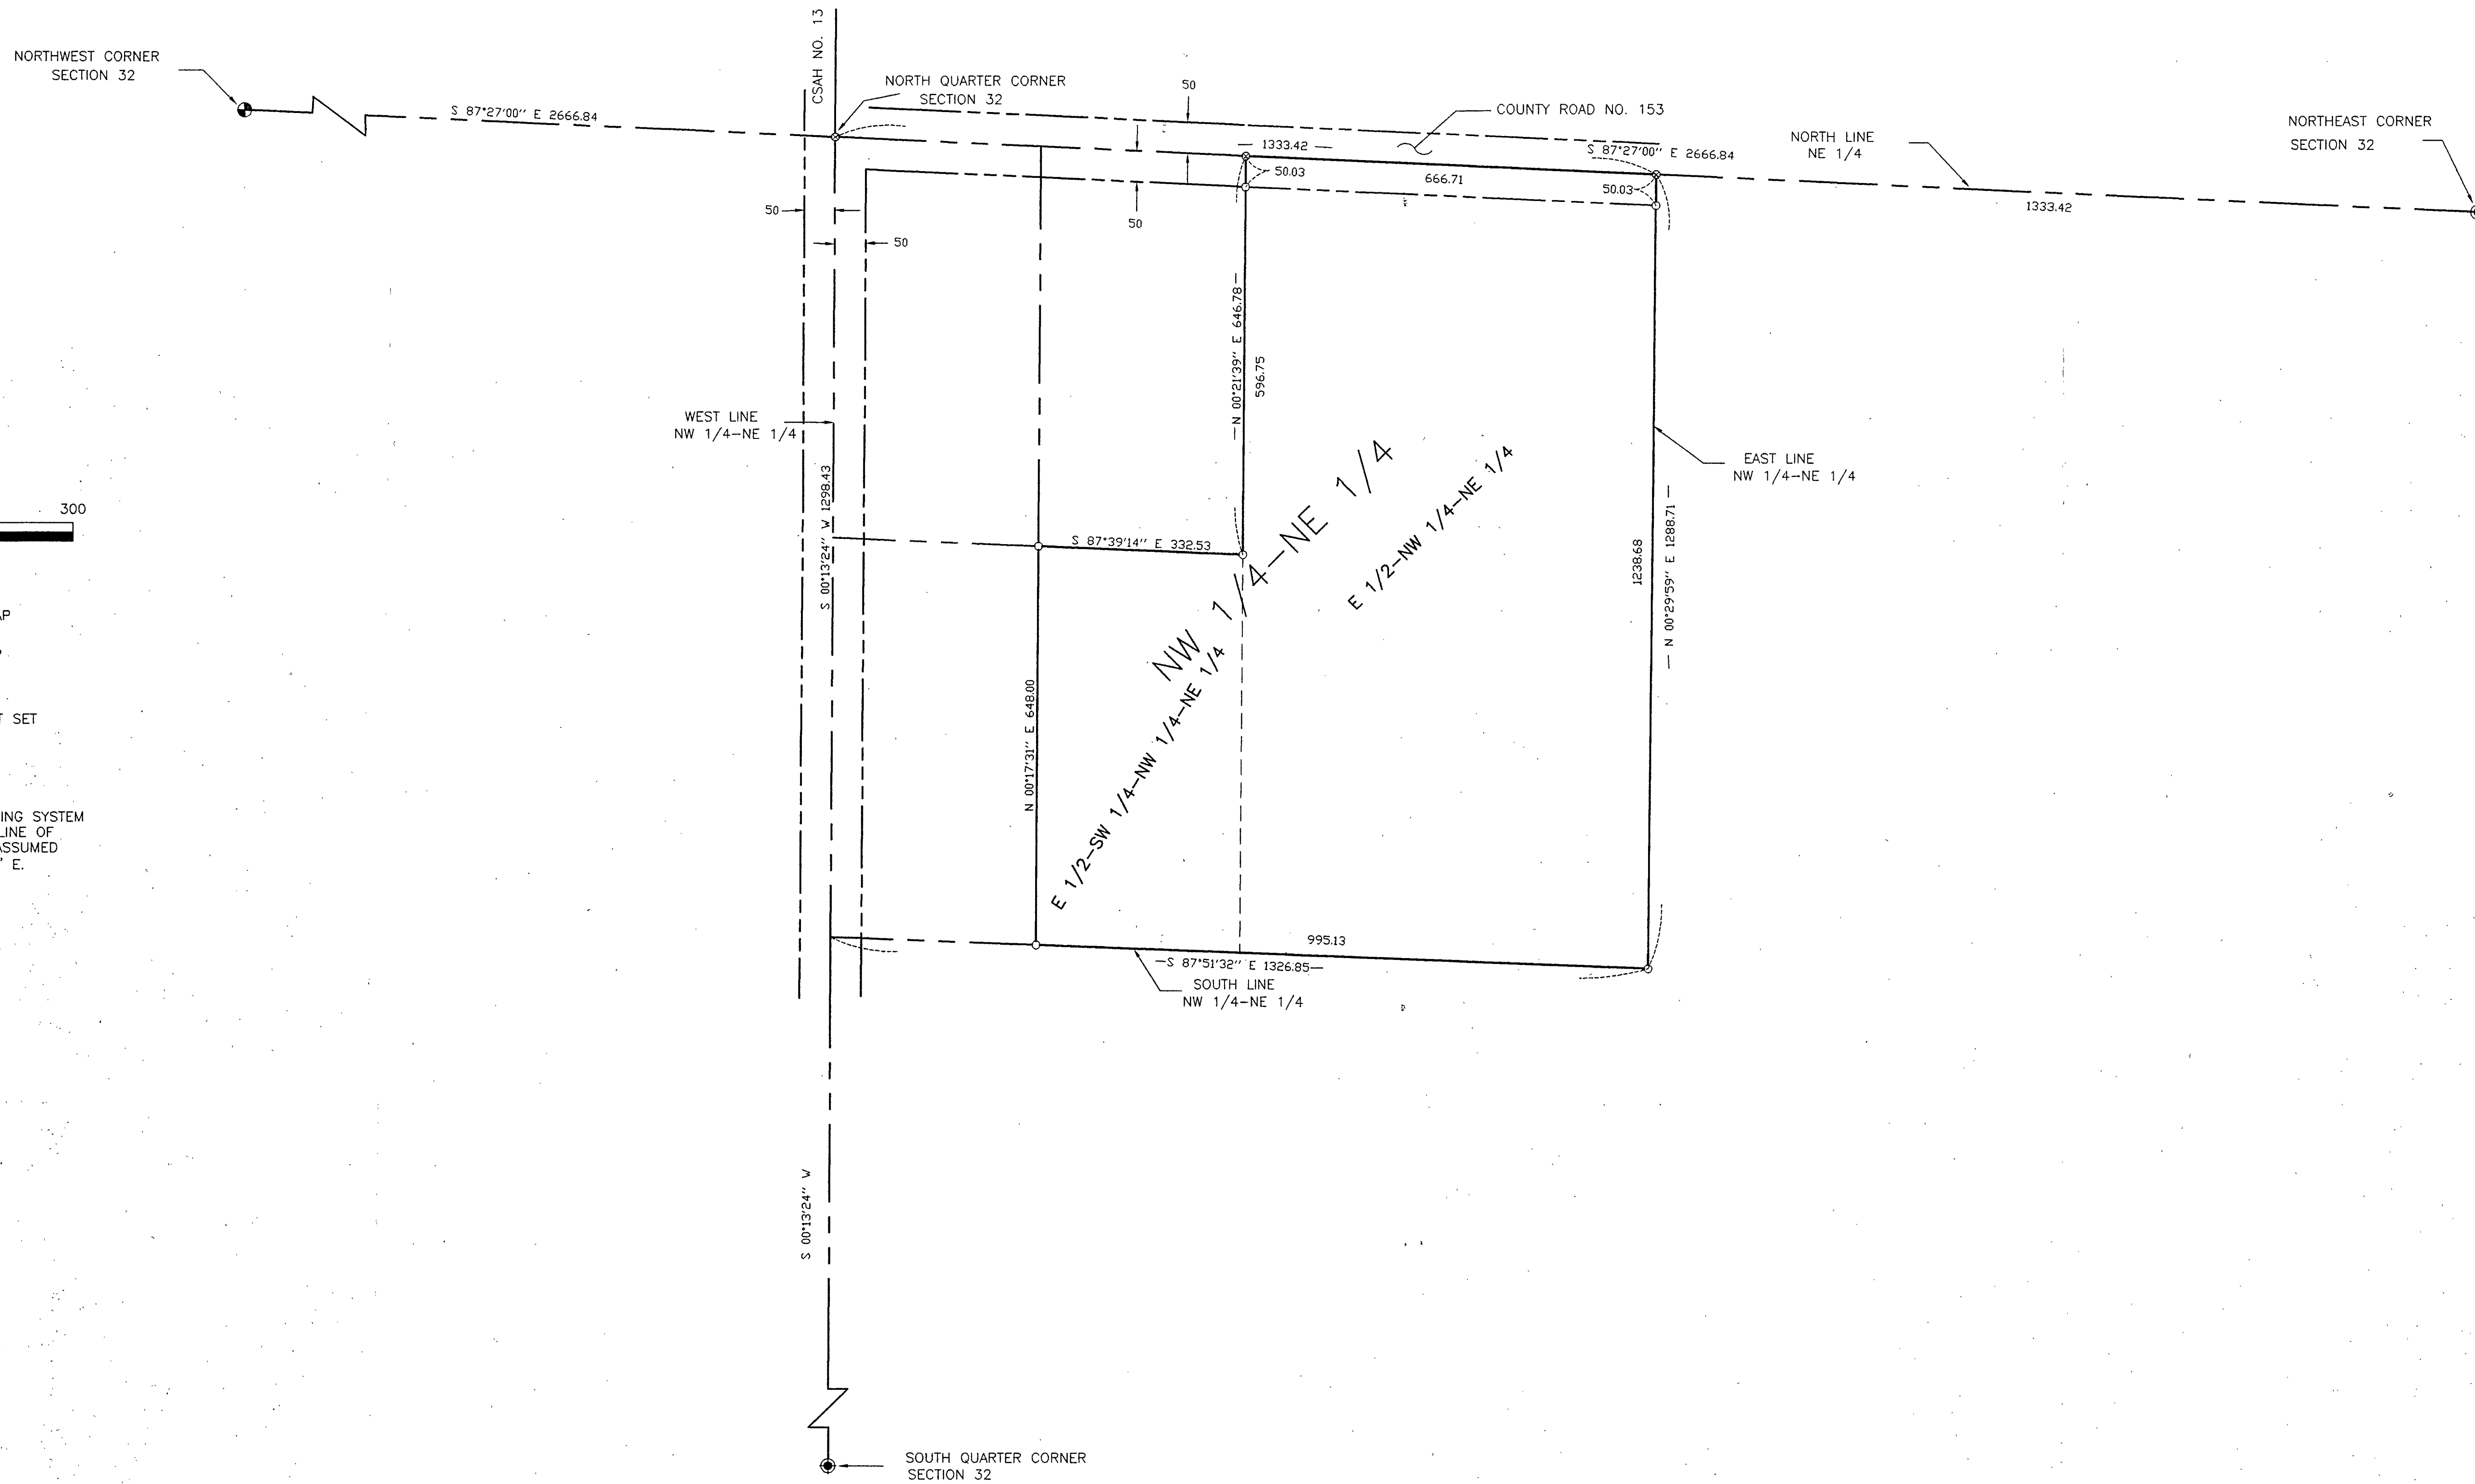 CSAH NO. 13
NORTHWEST CORNER
SECTION 32
S 87°27'00" E 2666.84
NORTH QUARTER CORNER
SECTION 32
50
COUNTY ROAD NO. 153
NORTH LINE
NE 1/4
NORTHEAST CORNER
SECTION 32
1333.42
S 87°27'00" E 2666.84
50.03
666.71
50.03
1333.42
50
50
50
N 00°21'39" E 646.78
596.75
WEST LINE
NW 1/4-NE 1/4
S 00°13'24" W 1298.43
EAST LINE
NW 1/4-NE 1/4
300
S 87°39'14" E 332.53
NW 1/4-NE 1/4
E 1/2-NW 1/4-NE 1/4
1238.68
N 00°29'59" E 1288.71
AP
T SET
N 00°17'31" E 648.00
E 1/2-SW 1/4-NW 1/4-NE 1/4
ING SYSTEM
LINE OF
ASSUMED
" E.
995.13
S 87°51'32" E 1326.85
SOUTH LINE
NW 1/4-NE 1/4
S 00°13'24" W
SOUTH QUARTER CORNER
SECTION 32